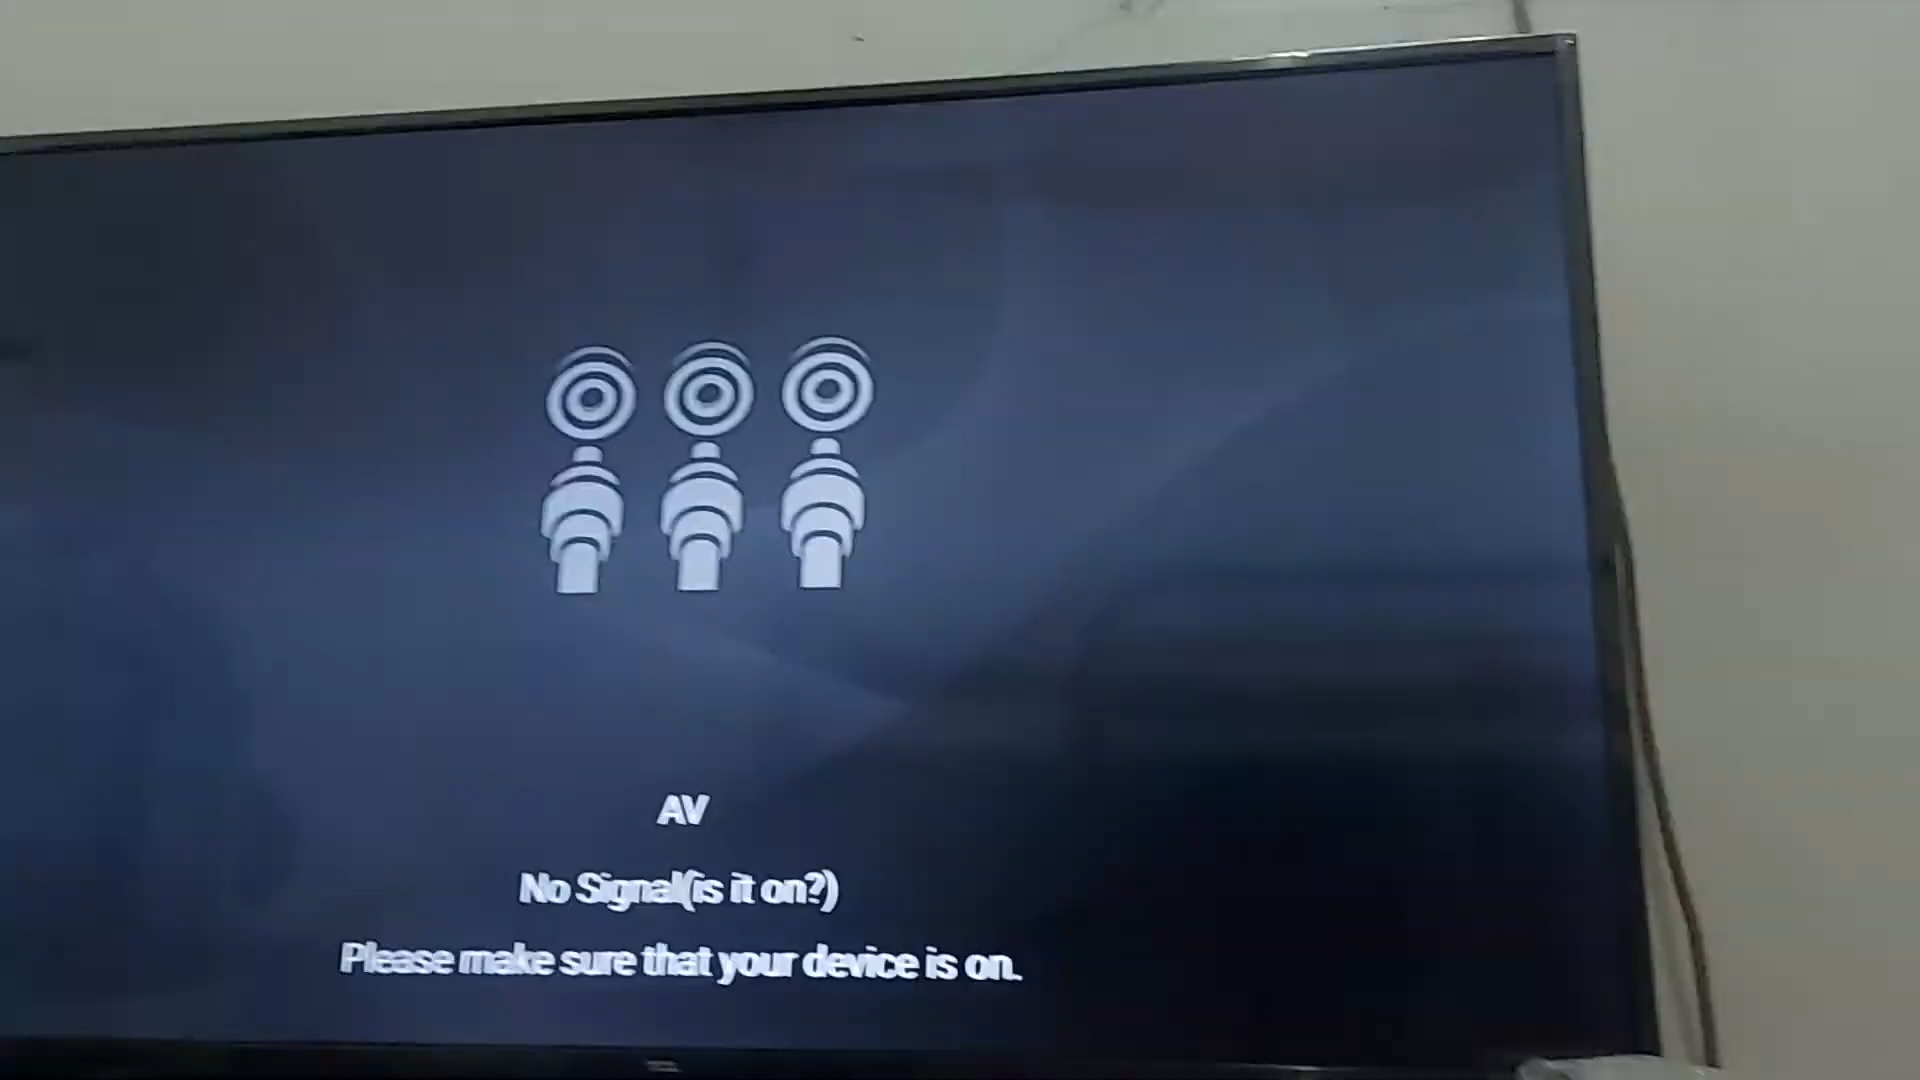 AV
No Signal(is it on?)
Please make sure that your device is on.